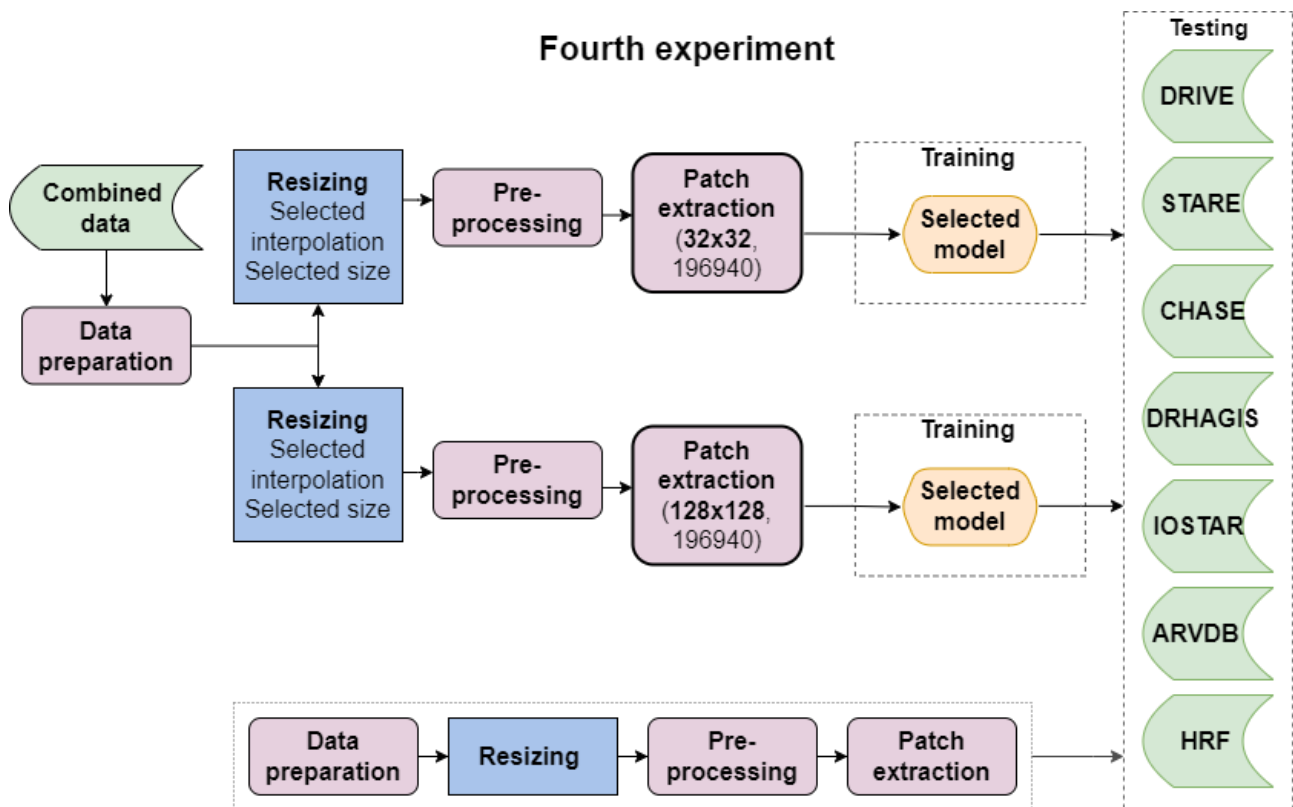 Fourth experiment
Combined
data
Data
preparation
Resizing
Selected
interpolation
Selected size
Pre-
processing
Patch
extraction
(32x32,
196940)
Training
Selected
model
Resizing
Selected
interpolation
Selected size
Pre-
processing
Patch
extraction
(128x128,
196940)
Training
Selected
model
Data
preparation
Resizing
Pre-
processing
Patch
extraction
Testing
DRIVE
STARE
CHASE
DRHAGIS
IOSTAR
ARVDB
HRF